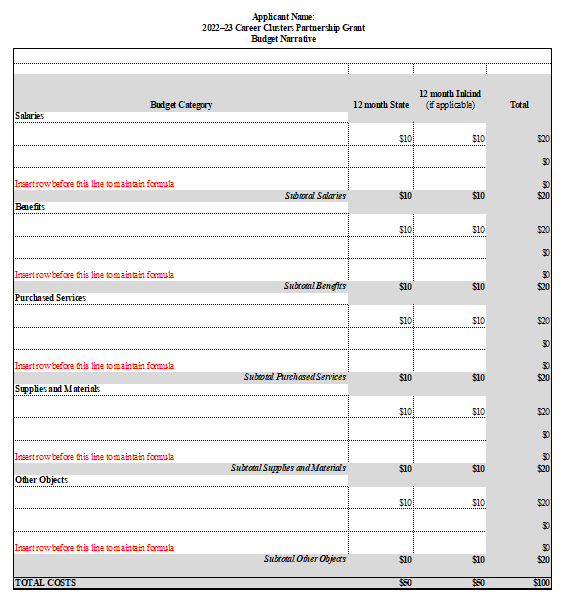 Applicant Name:
2022–23 Career Clusters Partnership Grant
Budget Narrative
12 month Inkind
Budget Category 12 month State (if applicable) Total
Salaries
$10 $10 $20
$0
Insert row before this line to maintain formula $0
Subtotal Salaries $10 $10 $20
Benefits
$10 $10 $20
$0
Insert row before this line to maintain formula $0
Subtotal Benefits $10 $10 $20
Purchased Services
$10 $10 $20
$0
Insert row before this line to maintain formula $0
Subtotal Purchased Services $10 $10 $20
Supplies and Materials
$10 $10 $20
$0
Insert row before this line to maintain formula $0
Subtotal Supplies and Materials $10 $10 $20
Other Objects
$10 $10 $20
$0
Insert row before this line to maintain formula $0
Subtotal Other Objects $10 $10 $20
TOTAL COSTS $50 $50 $100